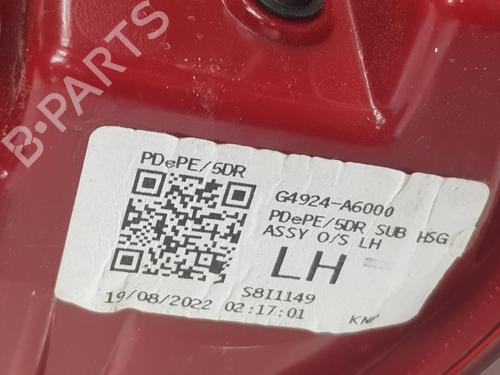 B-PARTS
PDePE/5DR
G4924-A6000
PDePE/5DR SUB HSG
ASSY O/S LH
LH
S8I1149
19/08/2022 02:17:01